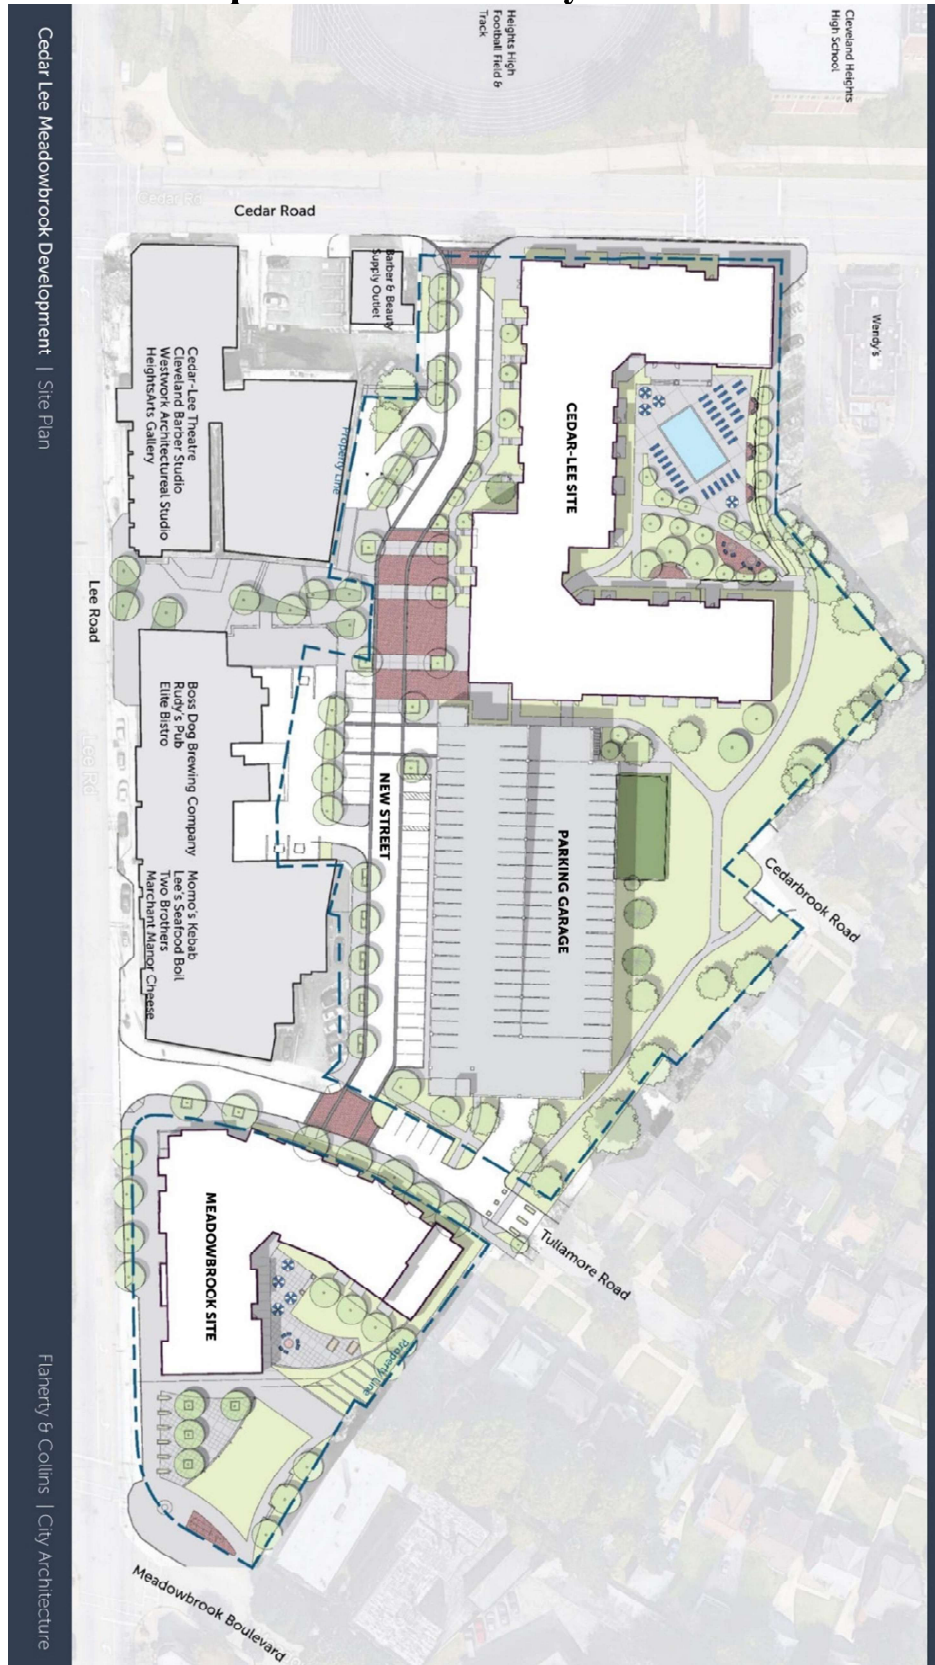 Cedar Lee Meadowbrook Development | Site Plan
Flaherty & Collins | City Architecture
Heights High
Football Field &
Track
Cleveland Heights
High School
Cedar Rd
Cedar Road
Barber & Beauty
Supply Outlet
Wendy's
Cedar-Lee Theatre
Cleveland Barber Studio
Westwork Architectureal Studio
HeightsArts Gallery
Property Line
CEDAR-LEE SITE
Lee Road
Lee Rd
Boss Dog Brewing Company
Rudy's Pub
Elite Bistro
Momo's Kebab
Lee's Seafood Boil
Two Brothers
Marchant Manor Cheese
NEW STREET
PARKING GARAGE
Cedarbrook Road
Tullamore Road
MEADOWBROOK SITE
Property Line
Meadowbrook Boulevard